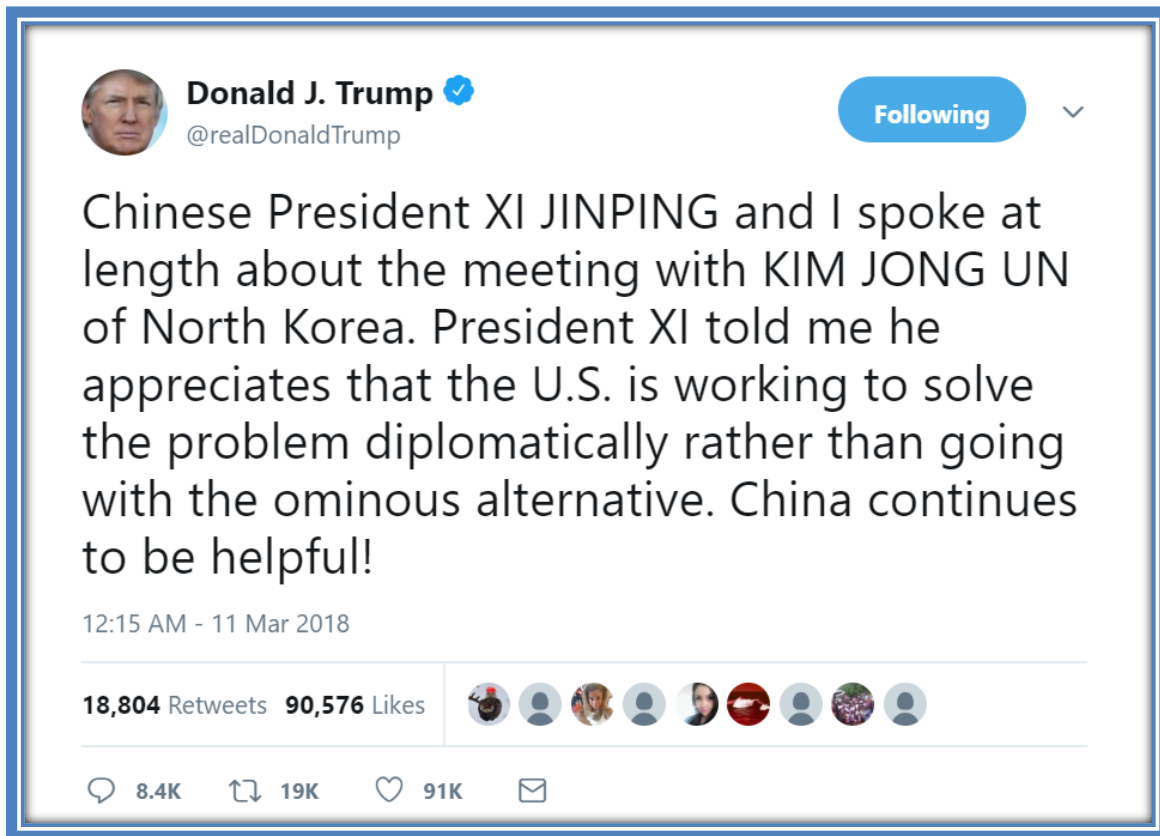 Donald J. Trump
@realDonaldTrump
Following
Chinese President XI JINPING and I spoke at
length about the meeting with KIM JONG UN
of North Korea. President XI told me he
appreciates that the U.S. is working to solve
the problem diplomatically rather than going
with the ominous alternative. China continues
to be helpful!
12:15 AM - 11 Mar 2018
18,804 Retweets 90,576 Likes
8.4K 19K 91K